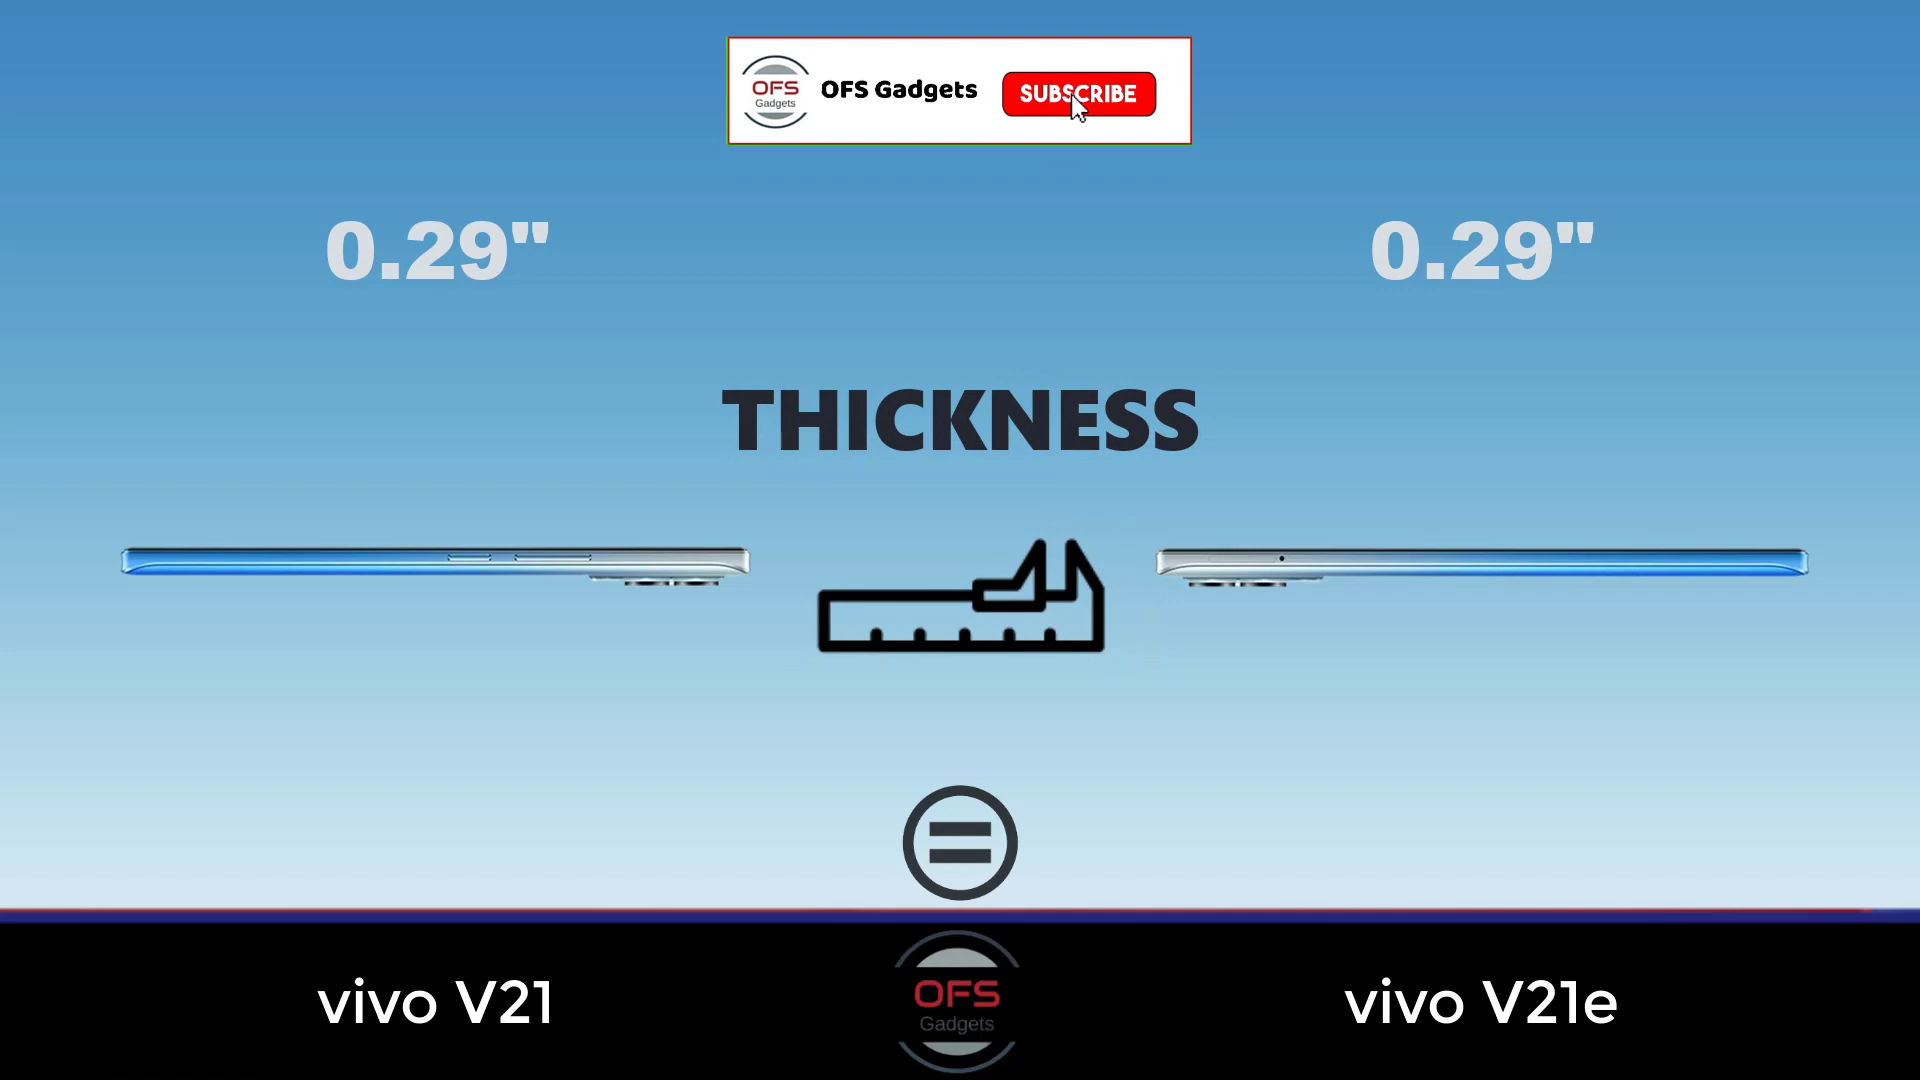 OFS
Gadgets
OFS Gadgets
SUBSCRIBE
0.29"
0.29"
THICKNESS
vivo V21
OFS
Gadgets
vivo V21e